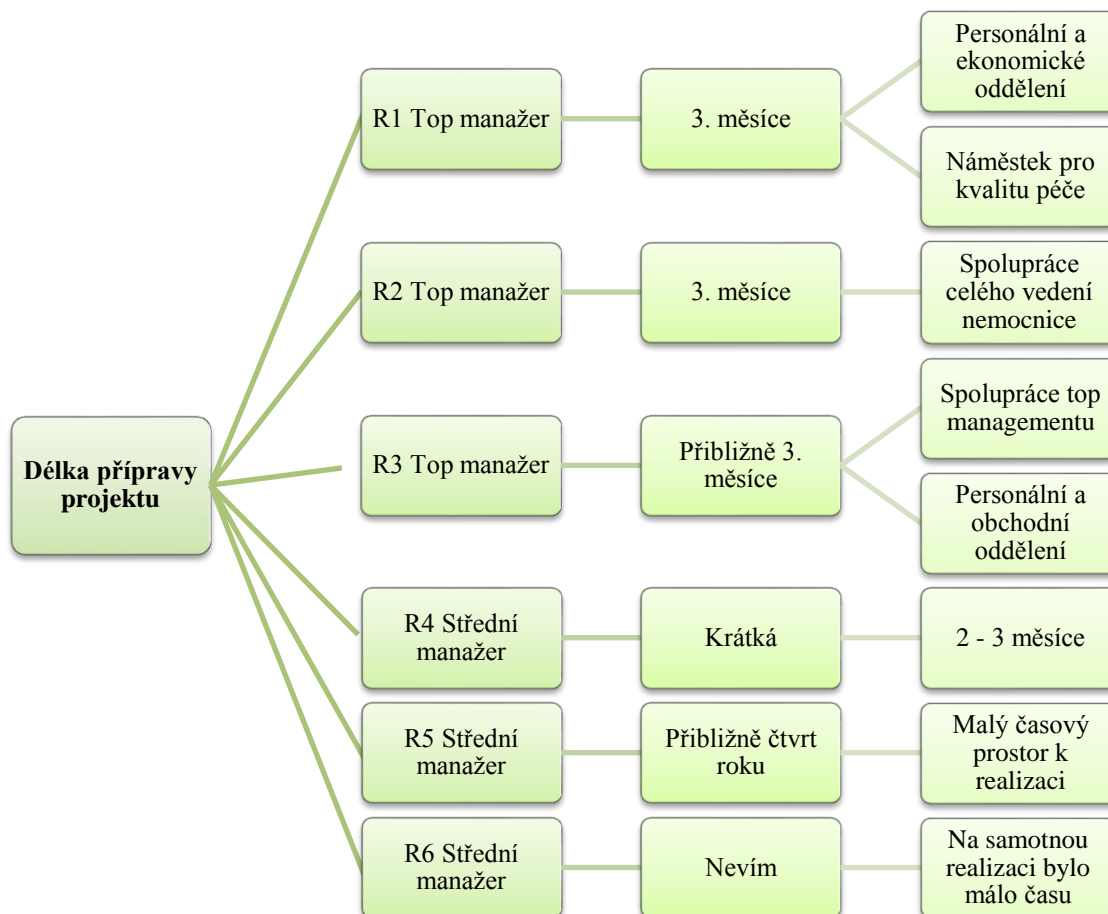 Délka přípravy
projektu
R1 Top manažer
3. měsíce
Personální a
ekonomické
oddělení
Náměstek pro
kvalitu péče
R2 Top manažer
3. měsíce
Spolupráce
celého vedení
nemocnice
R3 Top manažer
Přibližně 3.
měsíce
Spolupráce top
managementu
Personální a
obchodní
oddělení
R4 Střední
manažer
Krátká
2 - 3 měsíce
R5 Střední
manažer
Přibližně čtvrt
roku
Malý časový
prostor k
realizaci
R6 Střední
manažer
Nevím
Na samotnou
realizaci bylo
málo času